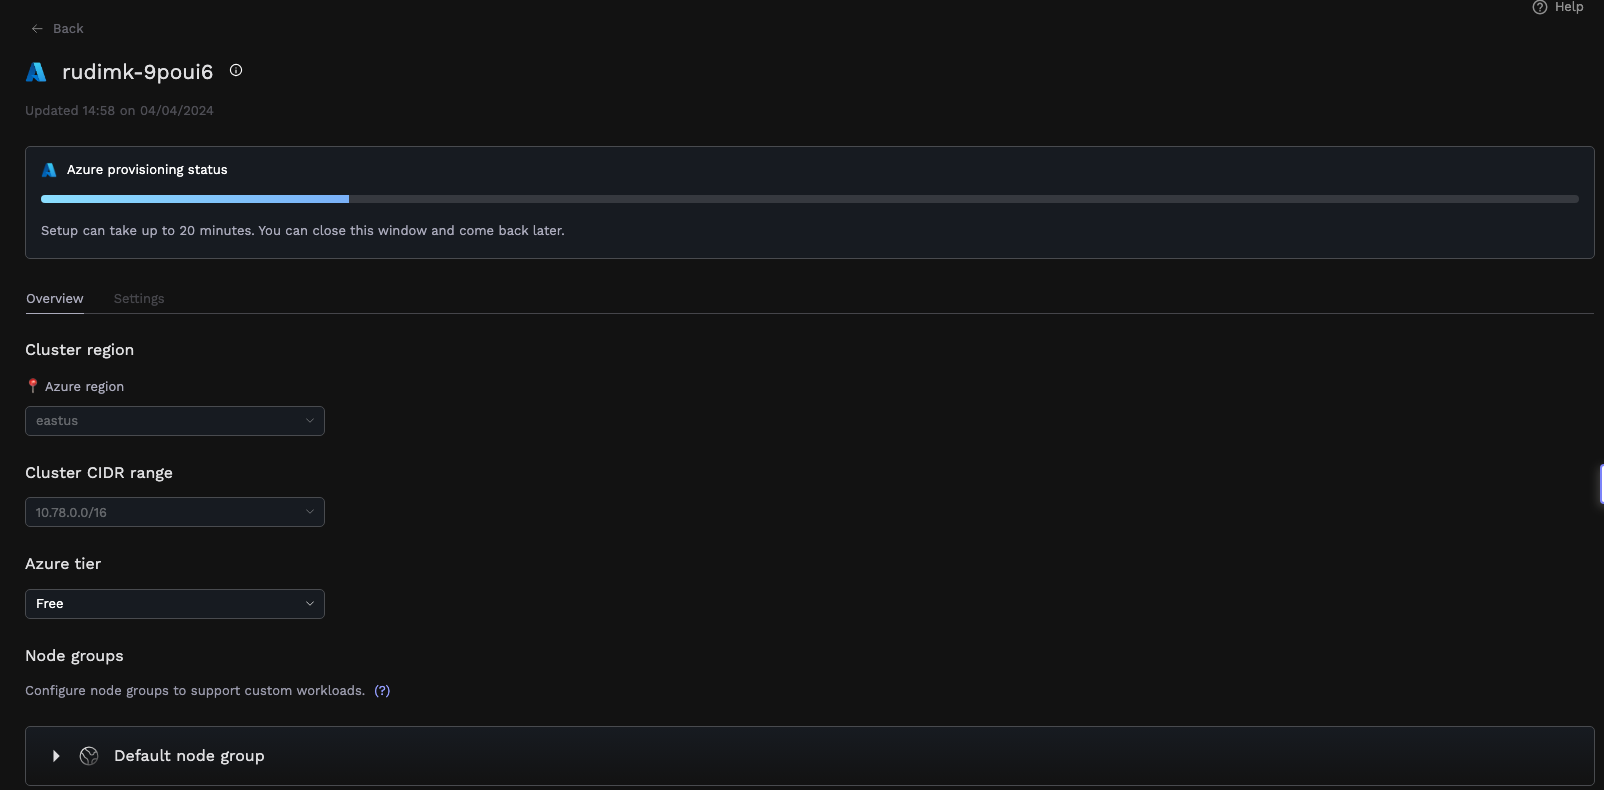 Help
Back
rudimk-9poui6
Updated 14:58 on 04/04/2024
Azure provisioning status
Setup can take up to 20 minutes. You can close this window and come back later.
Overview Settings
Cluster region
📍 Azure region
eastus
Cluster CIDR range
10.78.0.0/16
Azure tier
Free
Node groups
Configure node groups to support custom workloads. (?)
Default node group